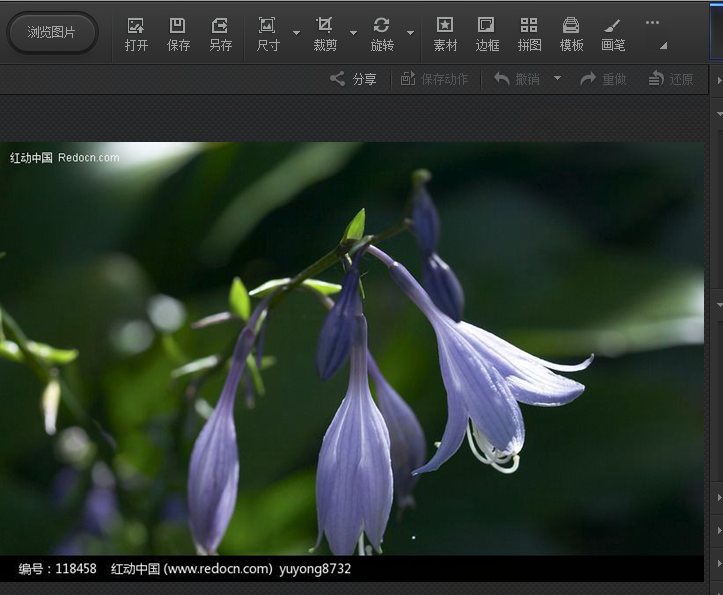 浏览图片 打开 保存 另存 尺寸 裁剪 旋转 素材 边框 拼图 模板 画笔
分享 保存动作 撤销 重做 还原
红动中国 Redocn.com
编号：118458 红动中国 (www.redocn.com) yuyong8732